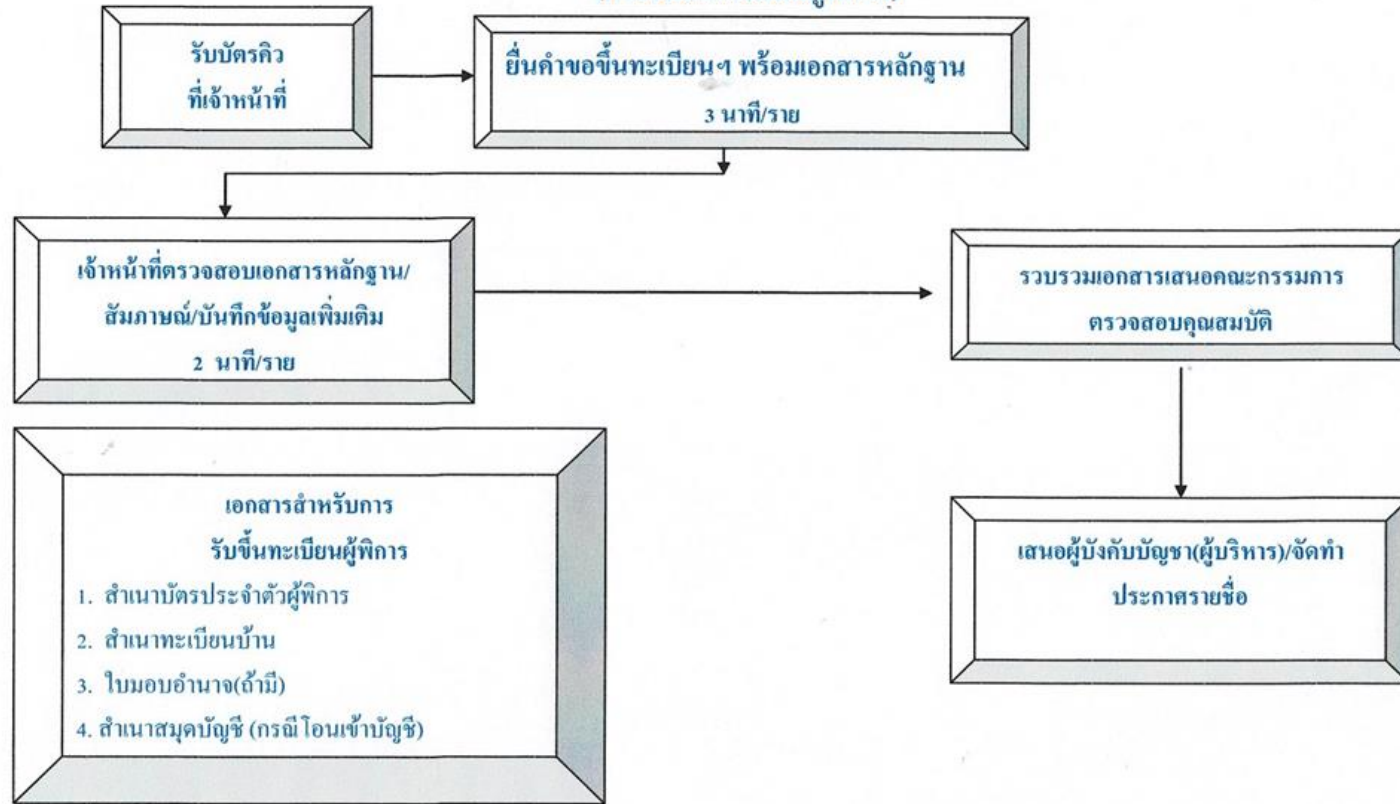 รับบัตรคิว
ที่เจ้าหน้าที่
ยื่นคำขอขึ้นทะเบียนฯ พร้อมเอกสารหลักฐาน
3 นาที/ราย
เจ้าหน้าที่ตรวจสอบเอกสารหลักฐาน/
สัมภาษณ์/บันทึกข้อมูลเพิ่มเติม
2 นาที/ราย
รวบรวมเอกสารเสนอคณะกรรมการ
ตรวจสอบคุณสมบัติ
เอกสารสำหรับการ
รับขึ้นทะเบียนผู้พิการ
1. สำเนาบัตรประจำตัวผู้พิการ
2. สำเนาทะเบียนบ้าน
3. ใบมอบอำนาจ(ถ้ามี)
4. สำเนาสมุดบัญชี (กรณีโอนเข้าบัญชี)
เสนอผู้บังคับบัญชา(ผู้บริหาร)/จัดทำ
ประกาศรายชื่อ